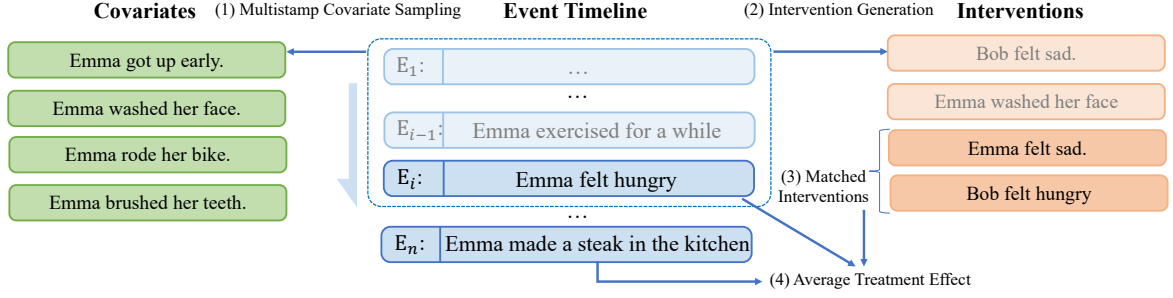 Covariates
(1) Multistamp Covariate Sampling
Event Timeline
(2) Intervention Generation
Interventions
Emma got up early.
Emma washed her face.
Emma rode her bike.
Emma brushed her teeth.
E1: ...
...
Ei−1: Emma exercised for a while
Ei: Emma felt hungry
...
En: Emma made a steak in the kitchen
Bob felt sad.
Emma washed her face
Emma felt sad.
Bob felt hungry
(3) Matched
Interventions
(4) Average Treatment Effect